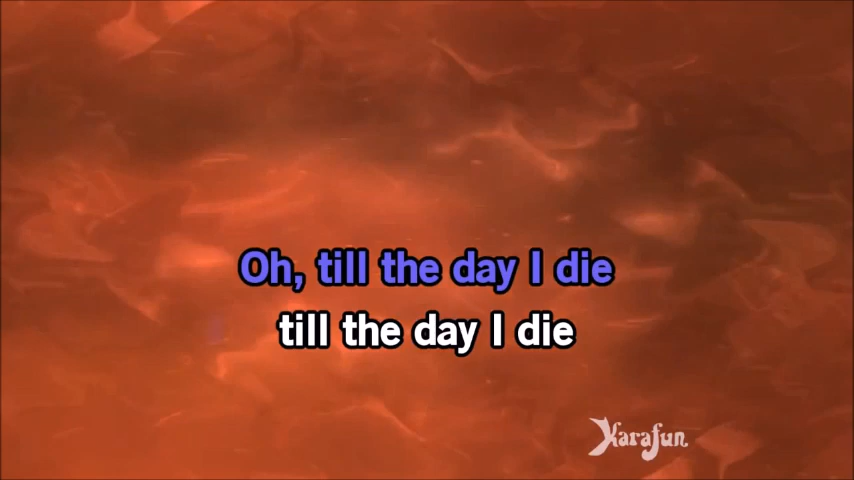 Oh, till the day I die
till the day I die
Karafun